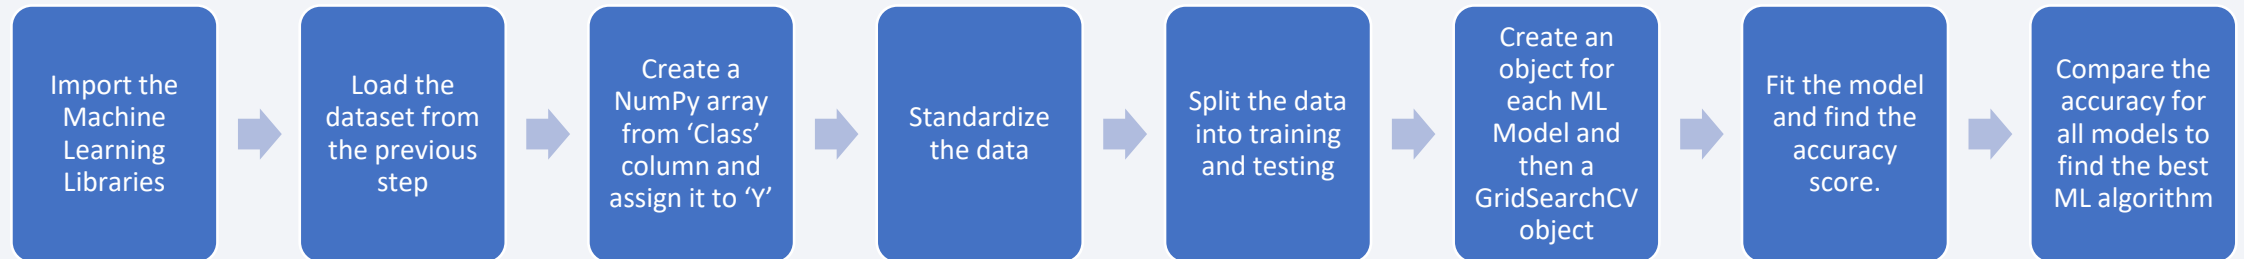 Import the
Machine
Learning
Libraries
Load the
dataset from
the previous
step
Create a
NumPy array
from ‘Class’
column and
assign it to ‘Y’
Standardize
the data
Split the data
into training
and testing
Create an
object for
each ML
Model and
then a
GridSearchCV
object
Fit the model
and find the
accuracy
score.
Compare the
accuracy for
all models to
find the best
ML algorithm